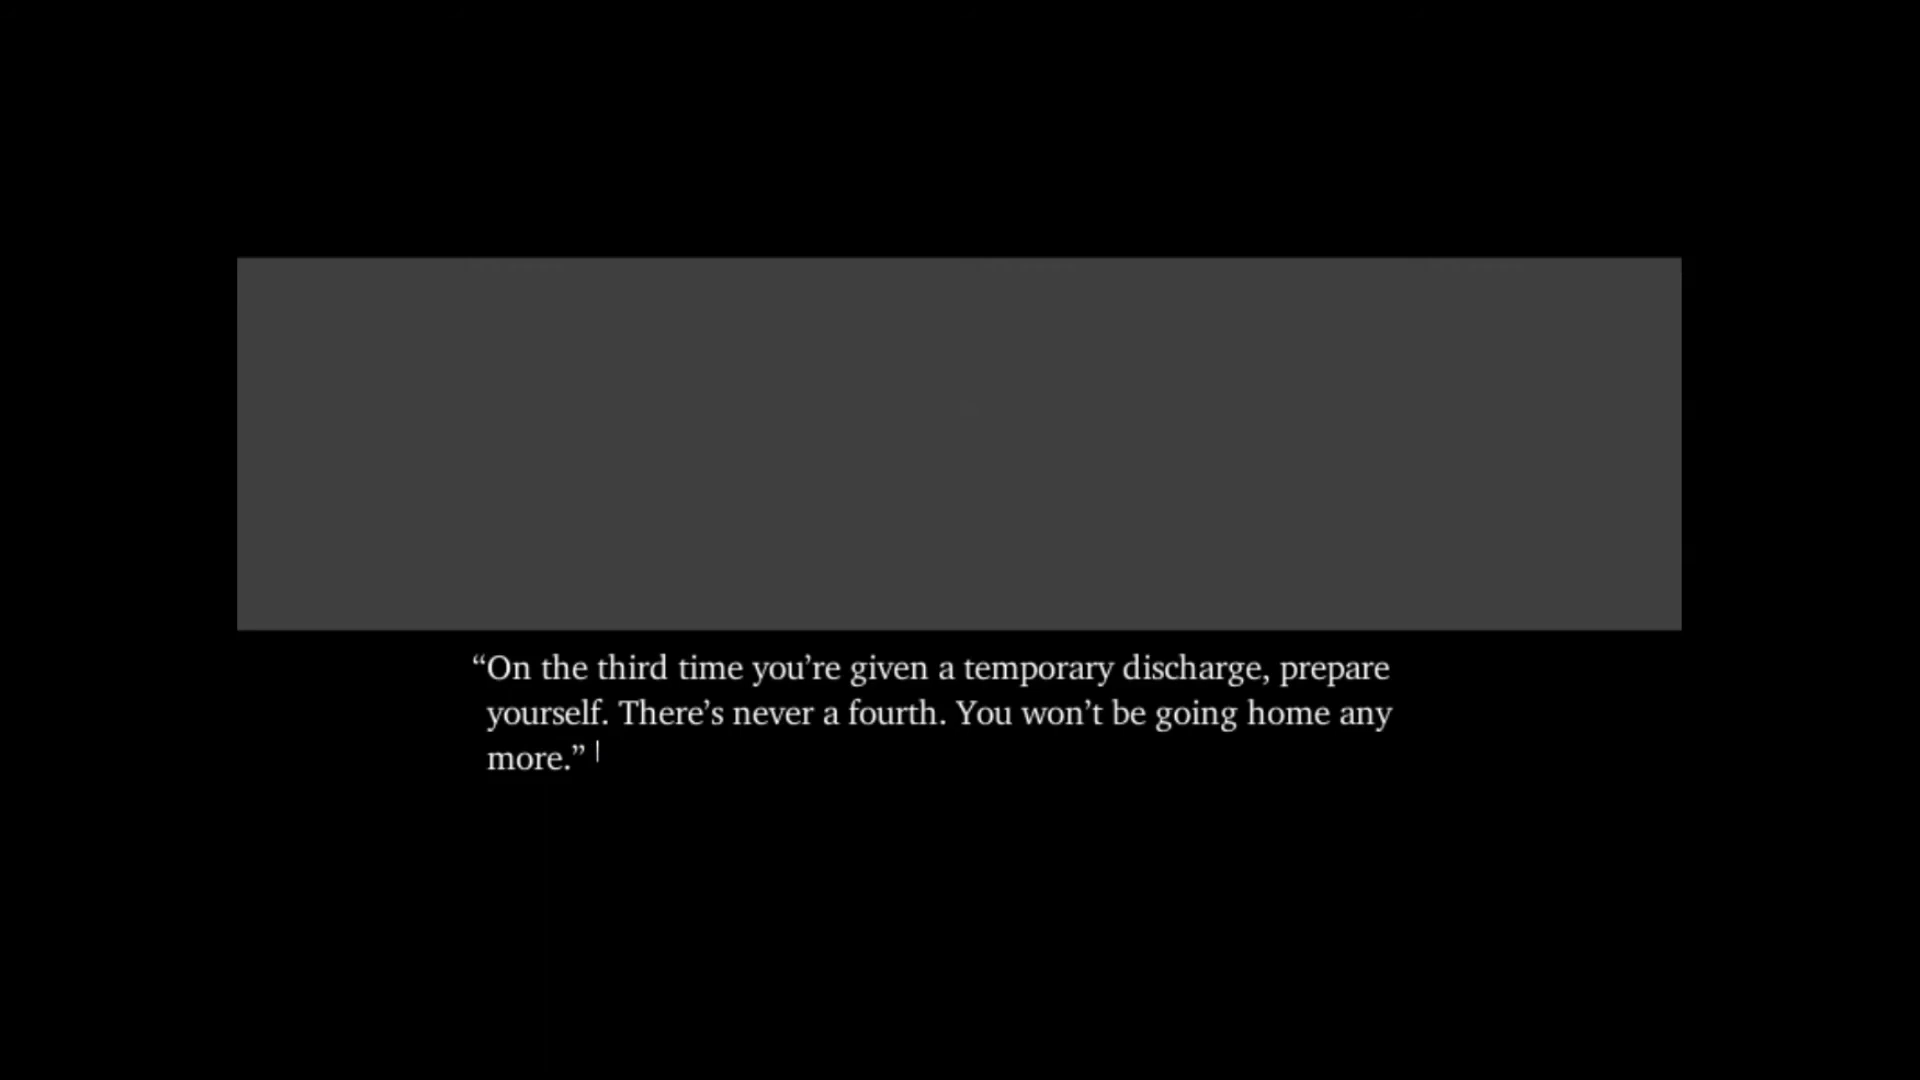 “On the third time you’re given a temporary discharge, prepare
yourself. There’s never a fourth. You won’t be going home any
more.”